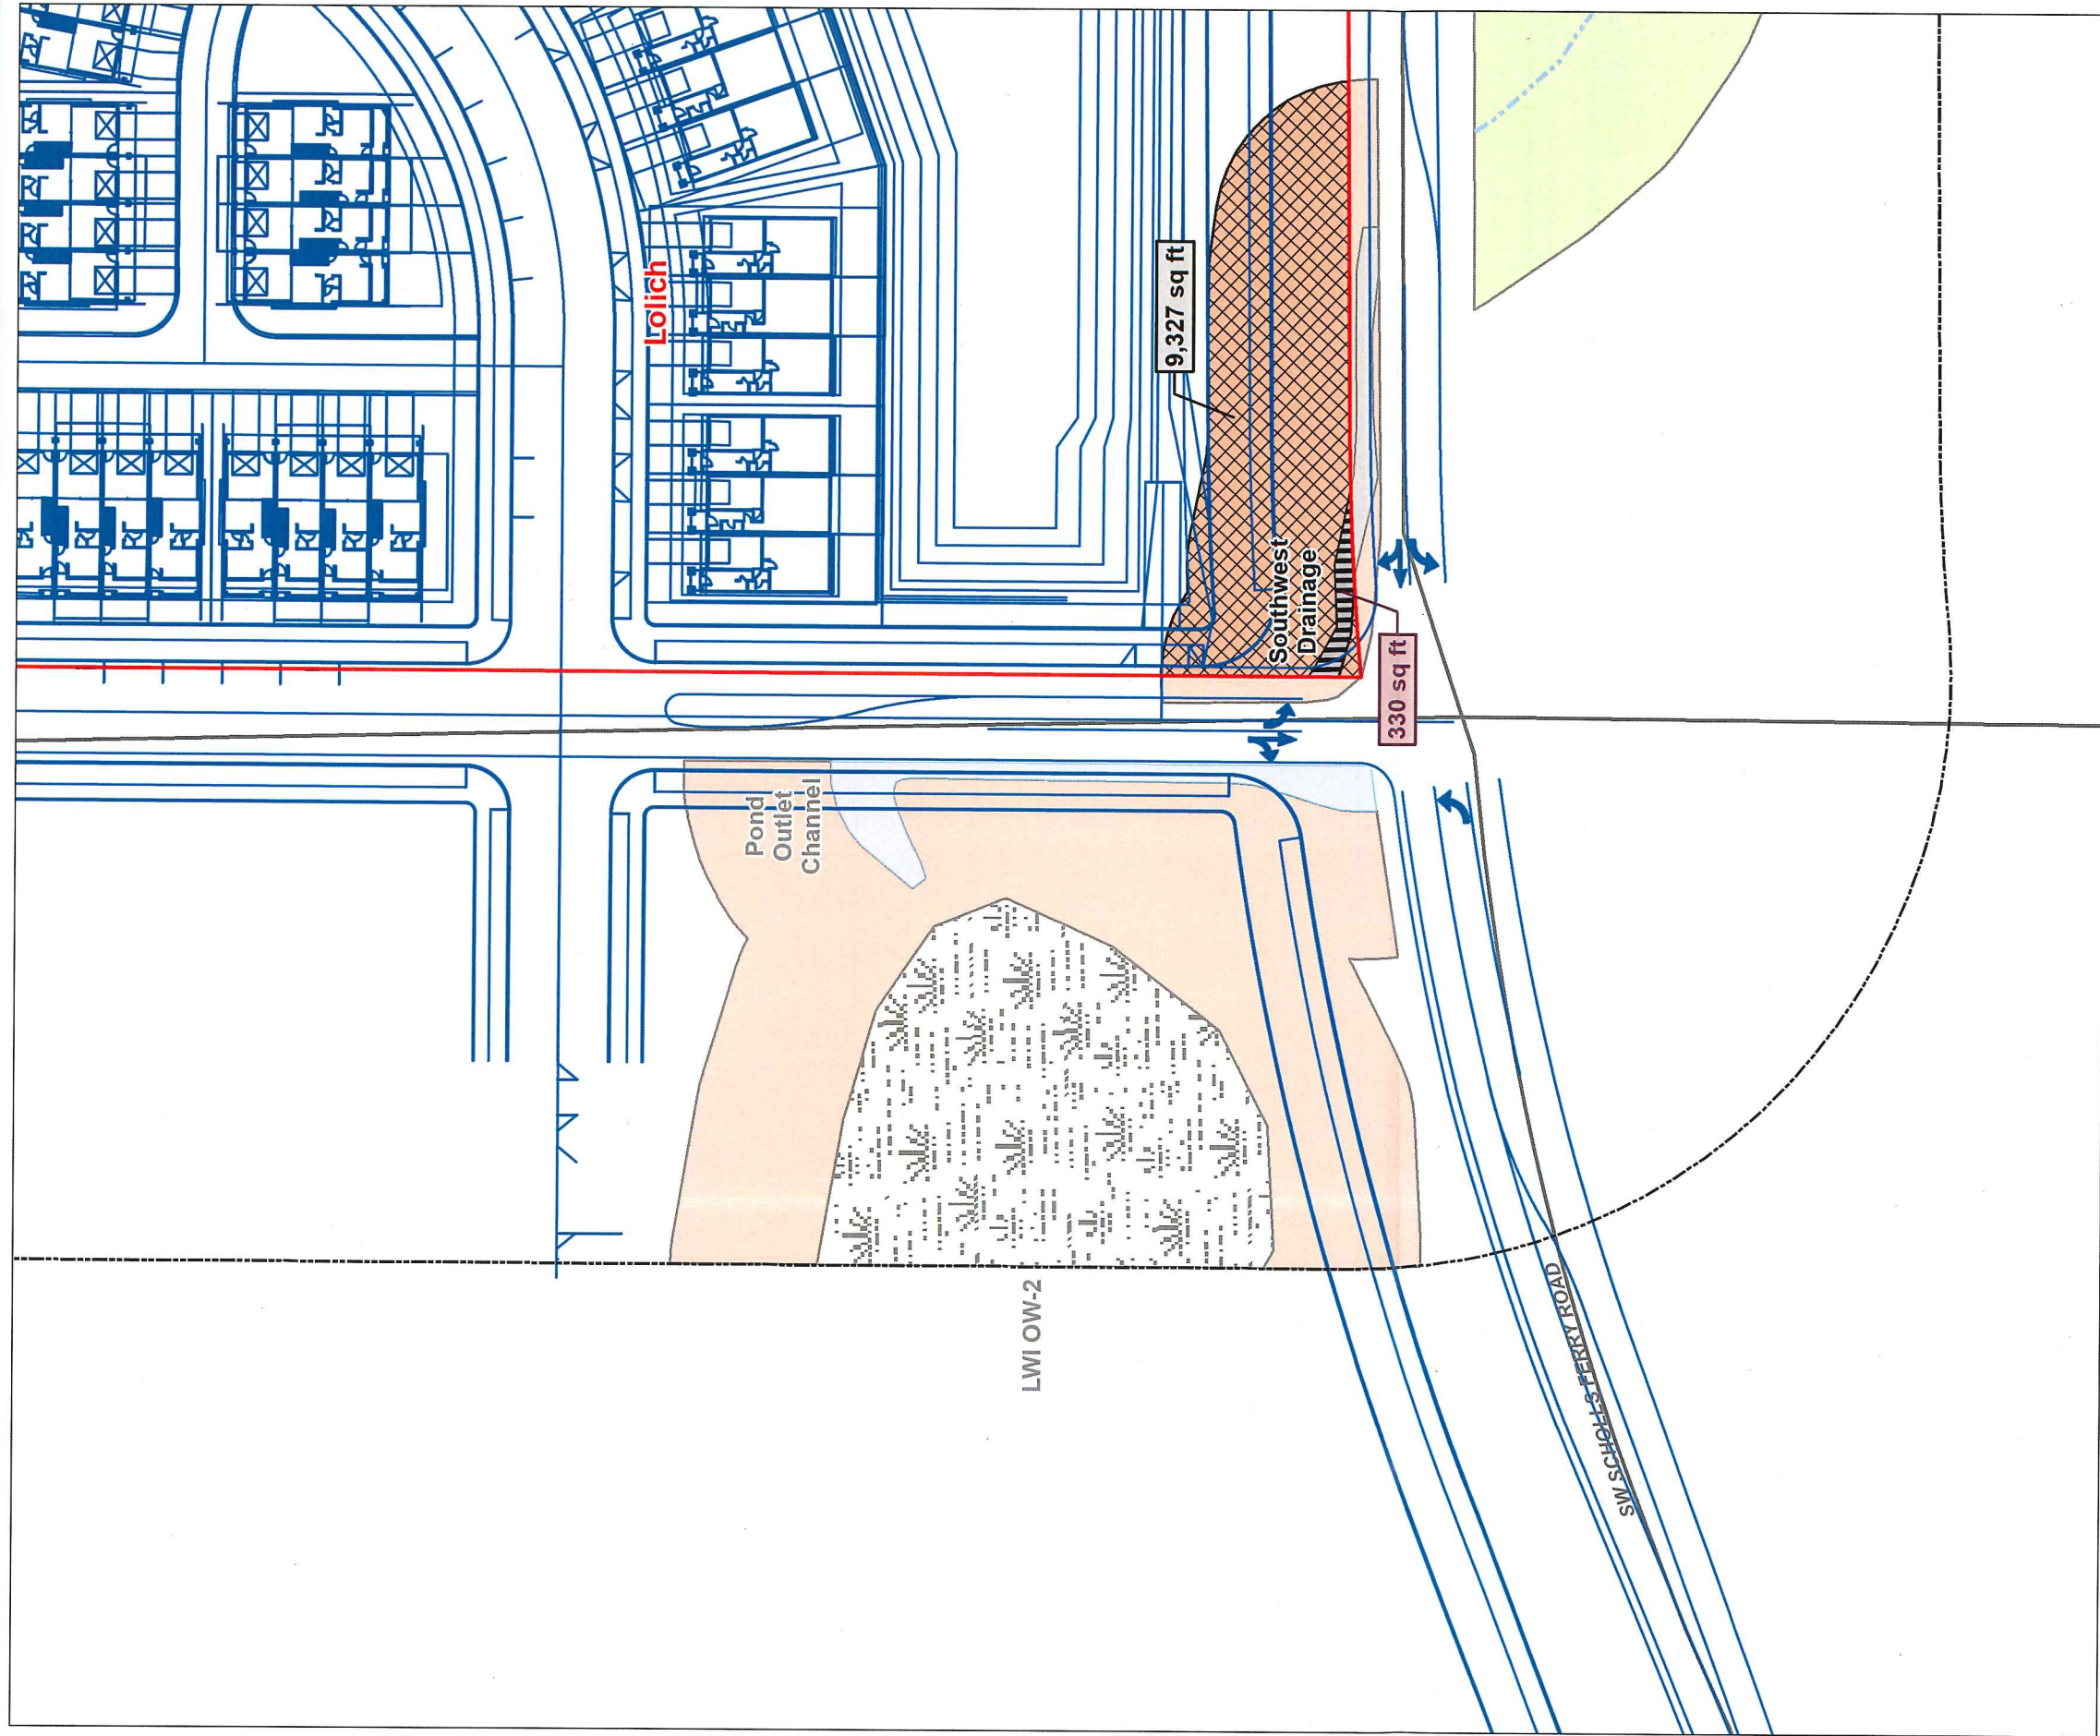 Lolich
9,327 sq ft
Southwest
Drainage
330 sq ft
Pond
Outlet
Channel
LWI OW-2
SW SCHOLLS FERRY ROAD